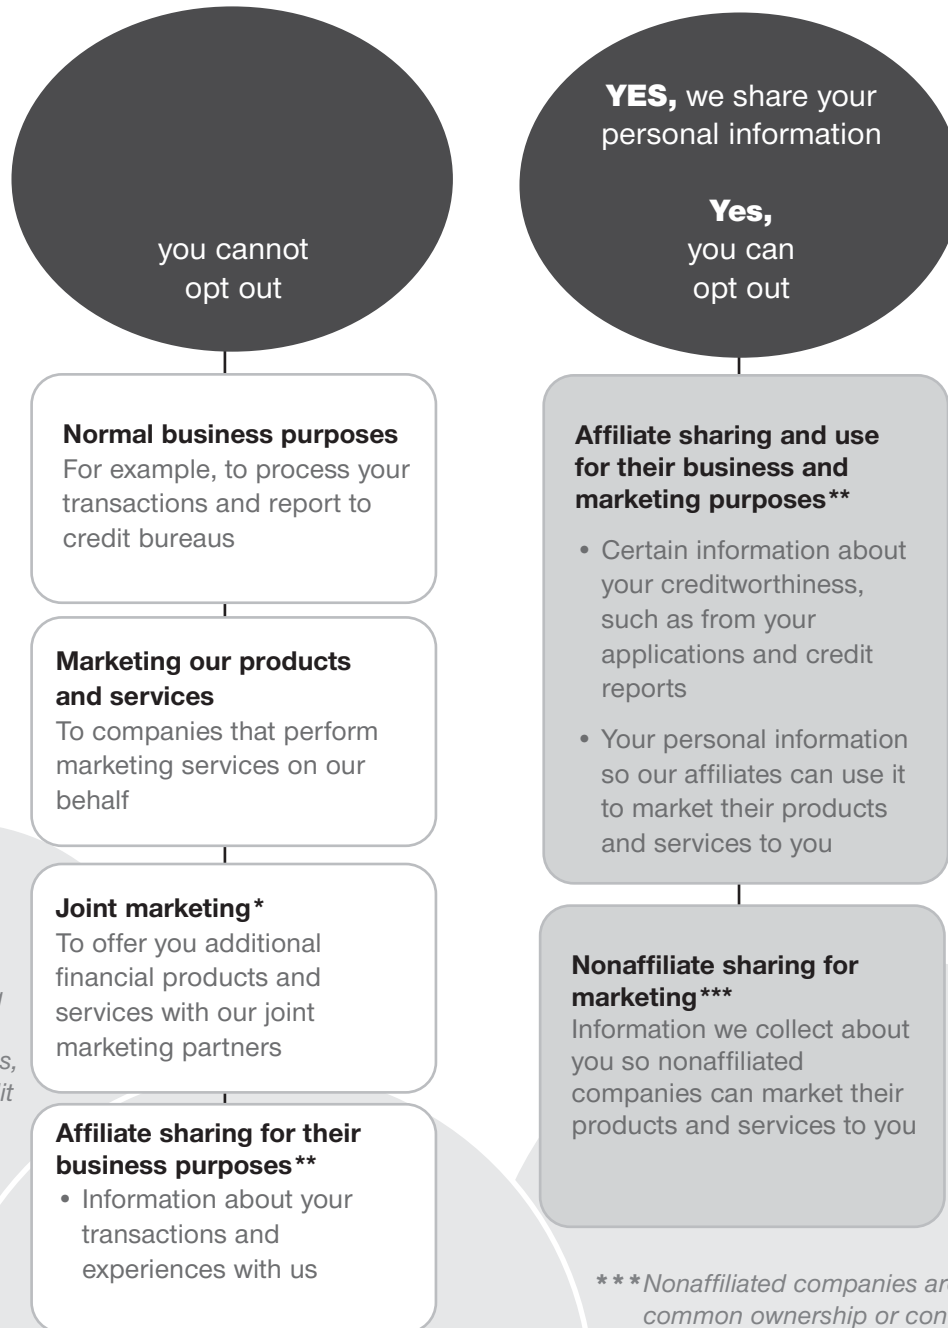 you cannot
opt out
Normal business purposes
For example, to process your
transactions and report to
credit bureaus
Marketing our products
and services
To companies that perform
marketing services on our
behalf
Joint marketing*
To offer you additional
financial products and
services with our joint
marketing partners
Affiliate sharing for their
business purposes**
• Information about your
transactions and
experiences with us
YES, we share your
personal information
Yes,
you can
opt out
Affiliate sharing and use
for their business and
marketing purposes**
• Certain information about
your creditworthiness,
such as from your
applications and credit
reports
• Your personal information
so our affiliates can use it
to market their products
and services to you
Nonaffiliate sharing for
marketing***
Information we collect about
you so nonaffiliated
companies can market their
products and services to you
***Nonaffiliated companies
common ownership or